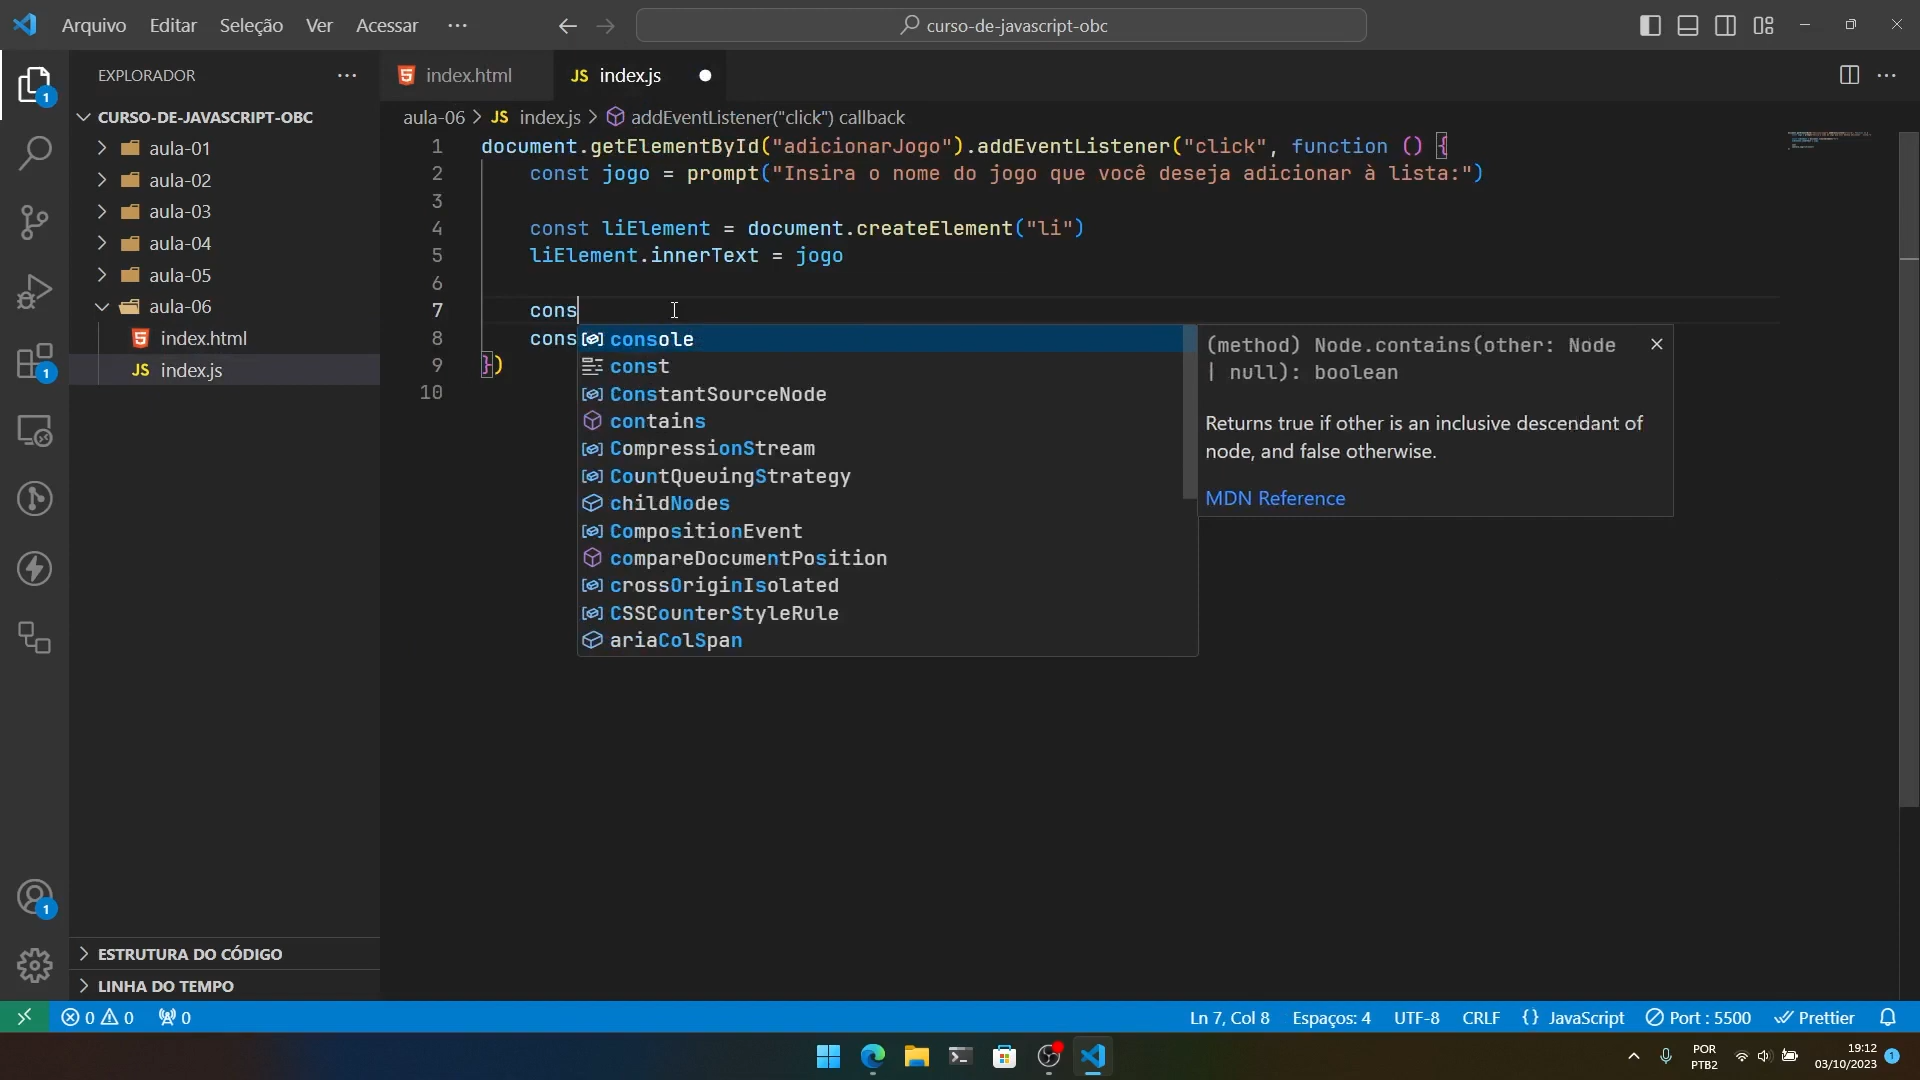 Arquivo Editar Seleção Ver Acessar ···
curso-de-javascript-obc
EXPLORADOR
index.html
JS index.js
aula-06 > JS index.js > addEventListener("click") callback
CURSO-DE-JAVASCRIPT-OBC
aula-01
aula-02
aula-03
aula-04
aula-05
aula-06
index.html
JS index.js
1 document.getElementById("adicionarJogo").addEventListener("click", function () {
2 const jogo = prompt("Insira o nome do jogo que você deseja adicionar à lista:")
3
4 const liElement = document.createElement("li")
5 liElement.innerText = jogo
6
7 cons
8 cons
9 })
10
console
const
ConstantSourceNode
contains
CompressionStream
CountQueuingStrategy
childNodes
CompositionEvent
compareDocumentPosition
crossOriginIsolated
CSSCounterStyleRule
ariaColSpan
(method) Node.contains(other: Node
| null): boolean
Returns true if other is an inclusive descendant of
node, and false otherwise.
MDN Reference
1
1
1
ESTRUTURA DO CÓDIGO
LINHA DO TEMPO
0 0 0
Ln 7, Col 8 Espaços: 4 UTF-8 CRLF {} JavaScript Port : 5500 Prettier
POR
PTB2
19:12
03/10/2023
1